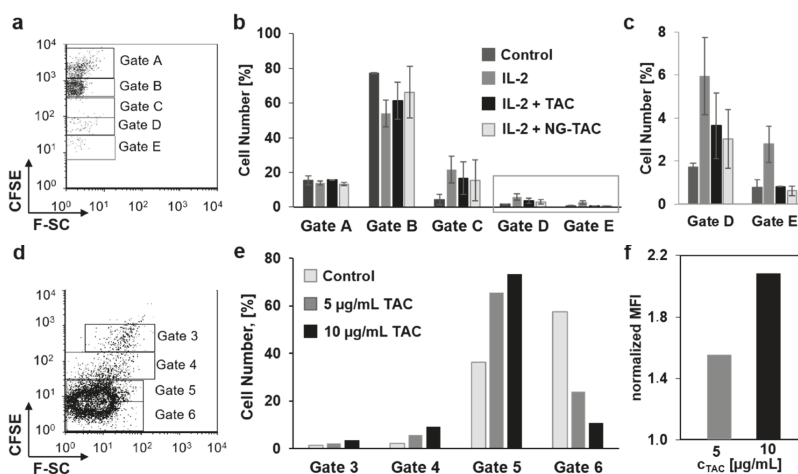 a
10⁴
10³
10²
10¹
10⁰
CFSE
Gate A
Gate B
Gate C
Gate D
Gate E
10⁰ 10¹ 10² 10³ 10⁴
F-SC
b
Cell Number [%]
100
80
60
40
20
0
Control
IL-2
IL-2 + TAC
IL-2 + NG-TAC
Gate A Gate B Gate C Gate D Gate E
c
Cell Number [%]
8
6
4
2
0
Gate D Gate E
d
10⁴
10³
10²
10¹
10⁰
CFSE
Gate 3
Gate 4
Gate 5
Gate 6
10⁰ 10¹ 10² 10³ 10⁴
F-SC
e
Cell Number, [%]
80
60
40
20
0
Control
5 µg/mL TAC
10 µg/mL TAC
Gate 3 Gate 4 Gate 5 Gate 6
f
normalized MFI
2.2
1.8
1.4
1.0
5 10
cTAC [µg/mL]